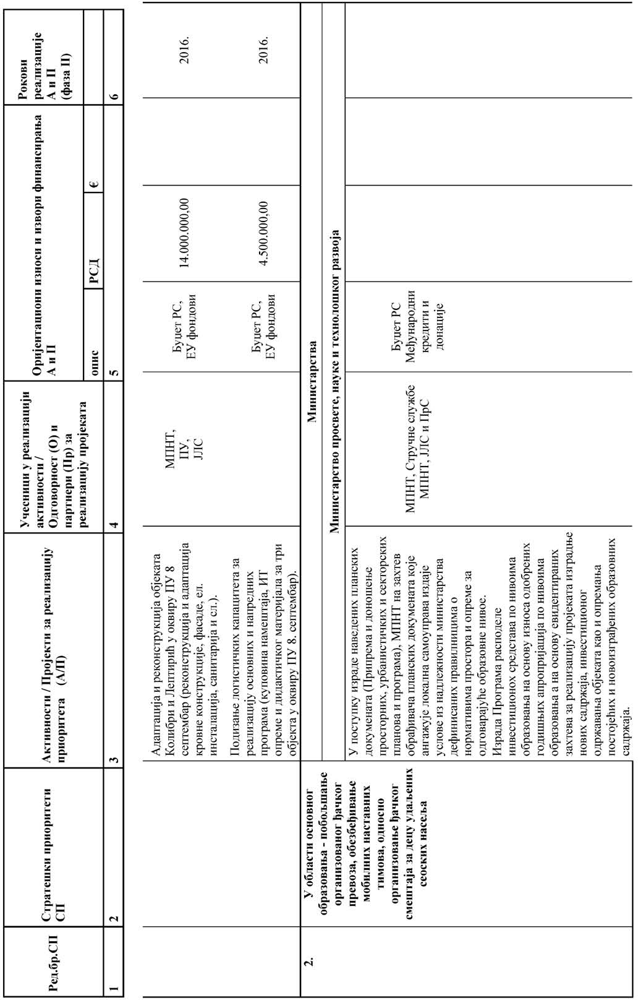 Ред.бр.СП
Стратешки приоритети
СП
Активности / Пројекти за реализацију
приоритета (А/П)
Учесници у реализацији
активности /
Одговорност (О) и
партнери (Пр) за
реализацију пројеката
Оријентациони износи и извори финансирања
А и П
опис
РСД
€
Рокови
реализације
А и П
(фаза II)
1
2
3
4
5
6
Адаптација и реконструкција објеката
Колибри и Лептирић у оквиру ПУ 8
септембар (реконструкција и адаптација
кровне конструкције, фасаде, ел.
инсталација, санитарија и сл.).
МПНТ,
ПУ,
ЈЛС
Буџет РС,
ЕУ фондови
14.000.000,00
2016.
Подизање логистичких капацитета за
реализацију основних и напредних
програма (куповина намештаја, ИТ
опреме и дидактичког материјала за три
објекта у оквиру ПУ 8. септембар).
Буџет РС,
ЕУ фондови
4.500.000,00
2016.
2.
У области основног
образовања - побољшање
организованог ђачког
превоза, обезбеђивање
мобилних наставних
тимова, односно
организовање ђачког
смештаја за децу удаљених
сеоских насеља
Министарства
Министарство просвете, науке и технолошког развоја
У поступку израде наведених планских
докумената (Припрема и доношење
просторних, урбанистичких и секторских
планова и програма), МПНТ на захтев
обрађивача планских докумената које
ангажује локална самоуправа издаје
услове из надлежности министарства
дефинисаних правилницима о
нормативима простора и опреме за
одговарајуће образовне нивое.
Израда Програма расподеле
инвестиционох средстава по нивоима
образовања на основу износа одобрених
годишњих апропријација по нивоима
образовања а на основу евидентираних
захтева за реализацију пројеката изградње
нових садржаја, инвестиционог
одржавања објеката као и опремања
постојећих и новоизграђених образовних
садржаја.
МПНТ, Стручне службе
МПНТ, ЈЛС и ПрС
Буџет РС
Међународни
кредити и
донације